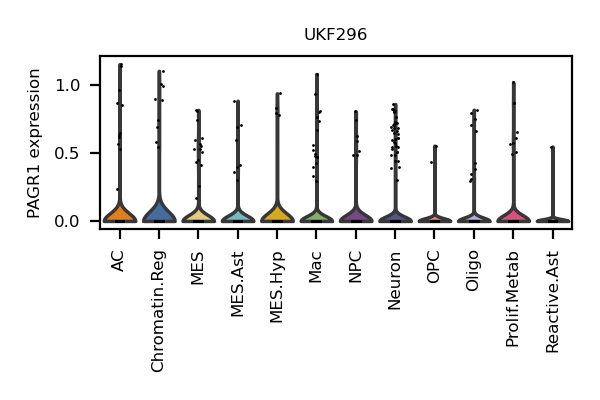 UKF296
PAGR1 expression
1.0
0.5
0.0
AC
Chromatin.Reg
MES
MES.Ast
MES.Hyp
Mac
NPC
Neuron
OPC
Oligo
Prolif.Metab
Reactive.Ast